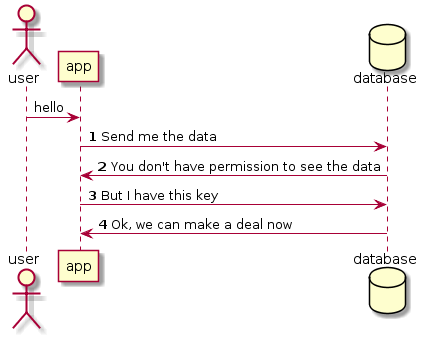 user
app
database
hello
1 Send me the data
2 You don't have permission to see the data
3 But I have this key
4 Ok, we can make a deal now
user
app
database